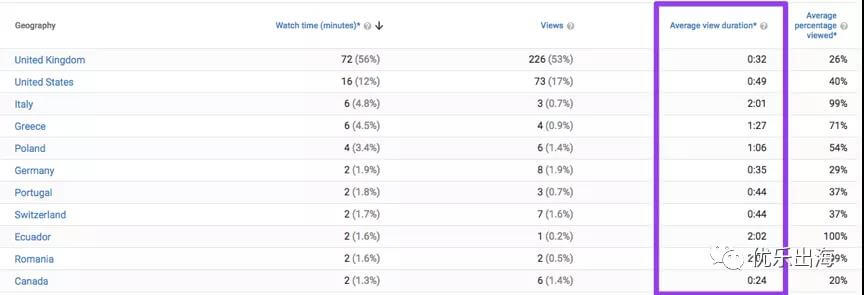 Geography Watch time (minutes)* Views Average view duration* Average percentage viewed*
United Kingdom 72 (56%) 226 (53%) 0:32 26%
United States 16 (12%) 73 (17%) 0:49 40%
Italy 6 (4.8%) 3 (0.7%) 2:01 99%
Greece 6 (4.5%) 4 (0.9%) 1:27 71%
Poland 4 (3.4%) 6 (1.4%) 1:06 54%
Germany 2 (1.9%) 8 (1.9%) 0:35 29%
Portugal 2 (1.8%) 3 (0.7%) 0:44 37%
Switzerland 2 (1.7%) 7 (1.6%) 0:44 37%
Ecuador 2 (1.6%) 1 (0.2%) 2:02 100%
Romania 2 (1.6%) 2 (0.5%)
Canada 2 (1.3%) 6 (1.4%) 0:24 20%
优乐出海